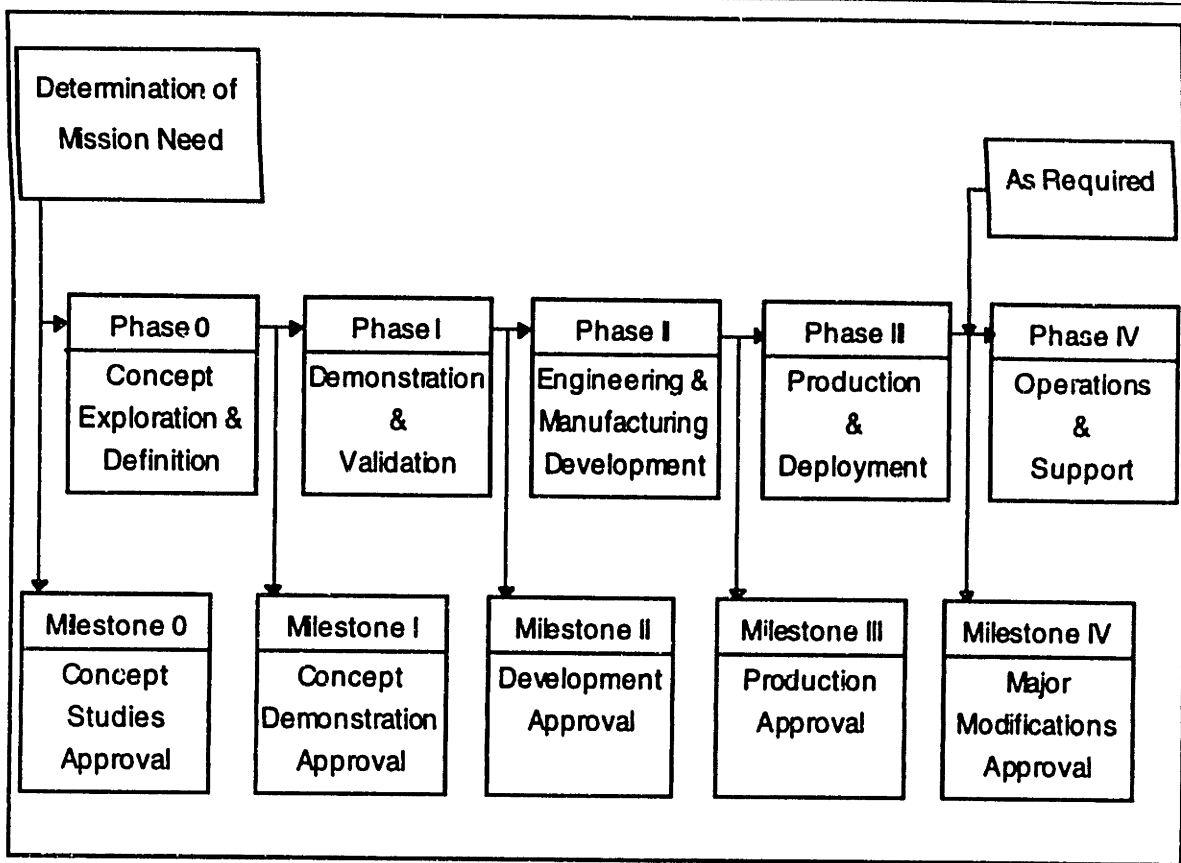 Determination of
Mission Need
As Required
Phase 0
Concept
Exploration &
Definition
Phase I
Demonstration
&
Validation
Phase II
Engineering &
Manufacturing
Development
Phase III
Production
&
Deployment
Phase IV
Operations
&
Support
Milestone 0
Concept
Studies
Approval
Milestone I
Concept
Demonstration
Approval
Milestone II
Development
Approval
Milestone III
Production
Approval
Milestone IV
Major
Modifications
Approval